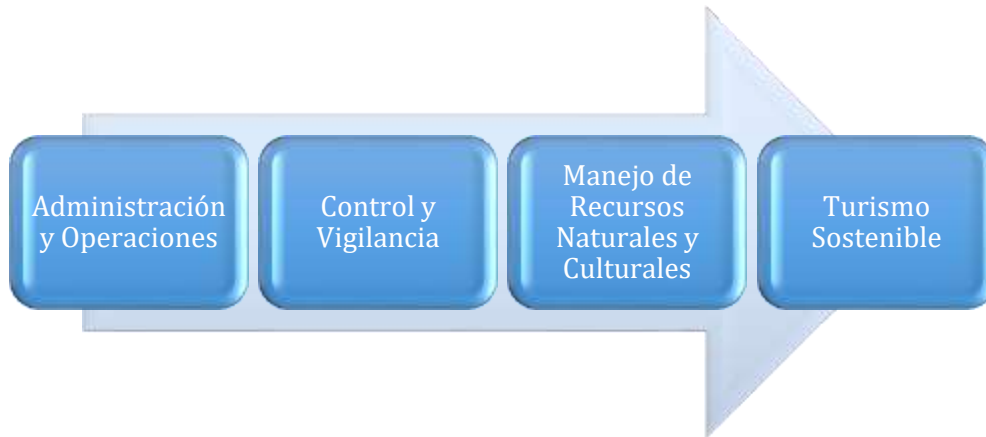 Administración
y Operaciones
Control y
Vigilancia
Manejo de
Recursos
Naturales y
Culturales
Turismo
Sostenible